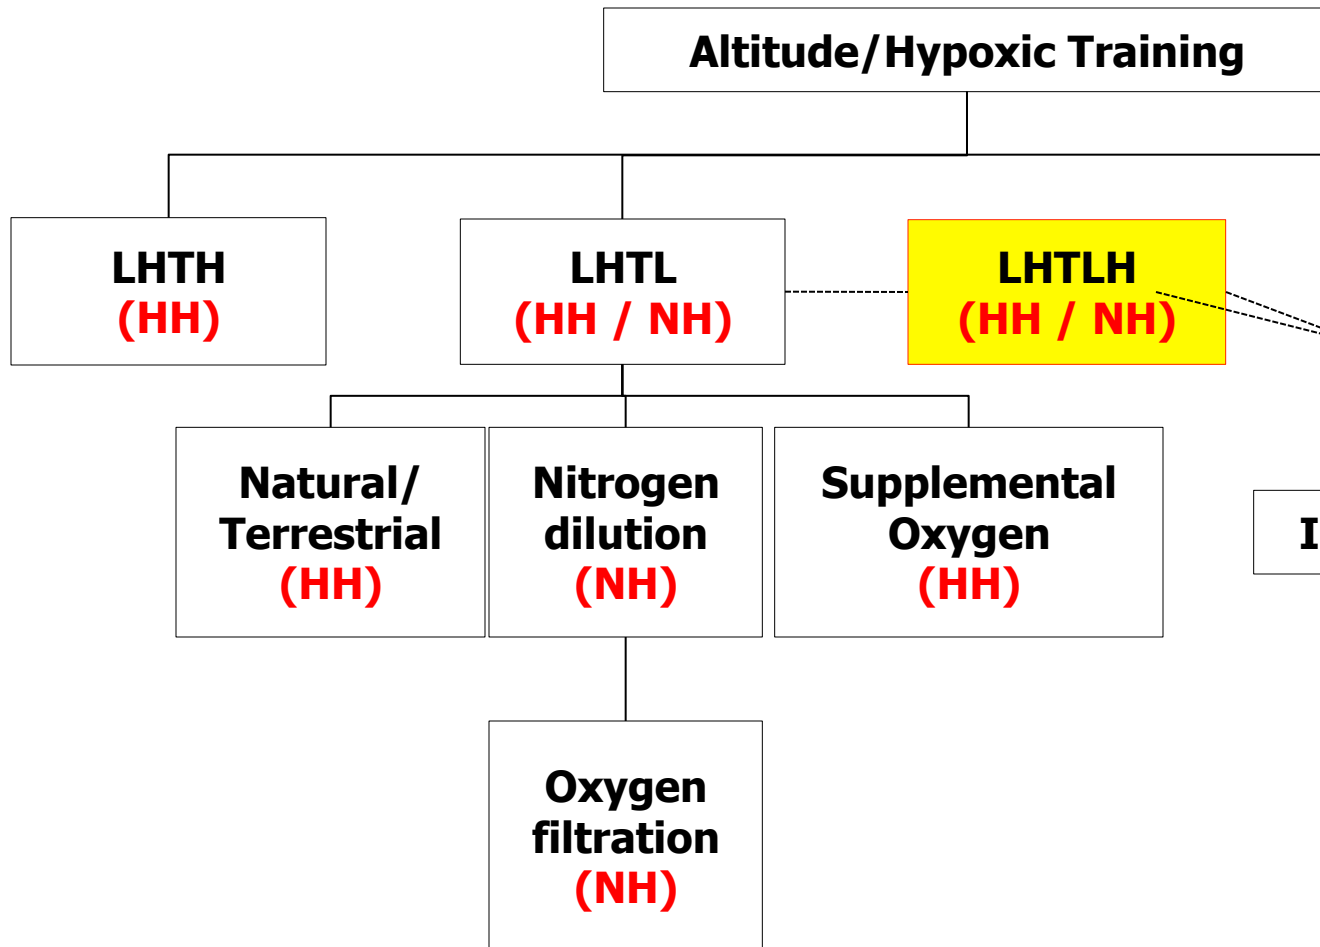 Altitude/Hypoxic Training
LHTH
(HH)
LHTL
(HH / NH)
LHTLH
(HH / NH)
Natural/
Terrestrial
(HH)
Nitrogen
dilution
(NH)
Supplemental
Oxygen
(HH)
Oxygen
filtration
(NH)